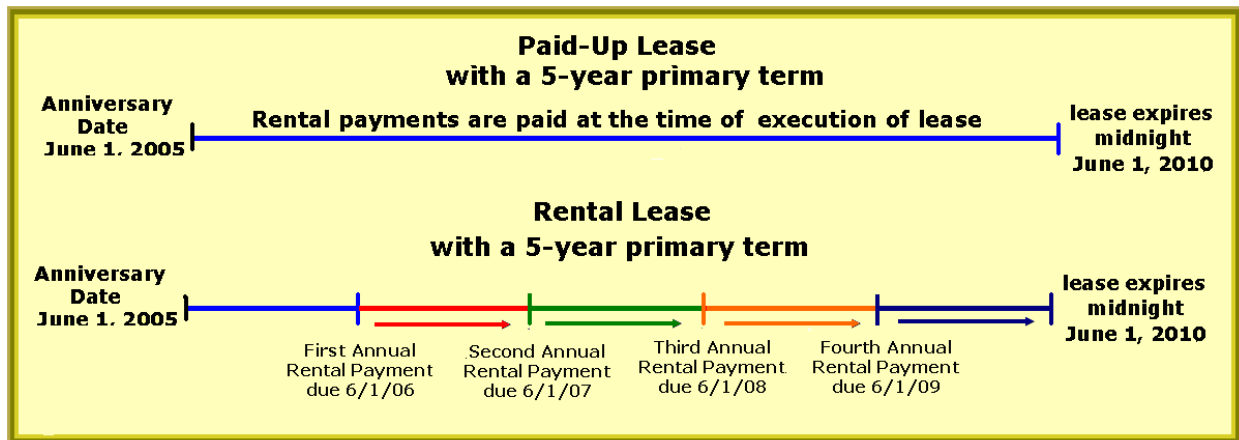 Paid-Up Lease
with a 5-year primary term
Anniversary
Date
June 1, 2005
Rental payments are paid at the time of execution of lease
lease expires
midnight
June 1, 2010
Rental Lease
with a 5-year primary term
Anniversary
Date
June 1, 2005
lease expires
midnight
June 1, 2010
First Annual
Rental Payment
due 6/1/06
Second Annual
Rental Payment
due 6/1/07
Third Annual
Rental Payment
due 6/1/08
Fourth Annual
Rental Payment
due 6/1/09